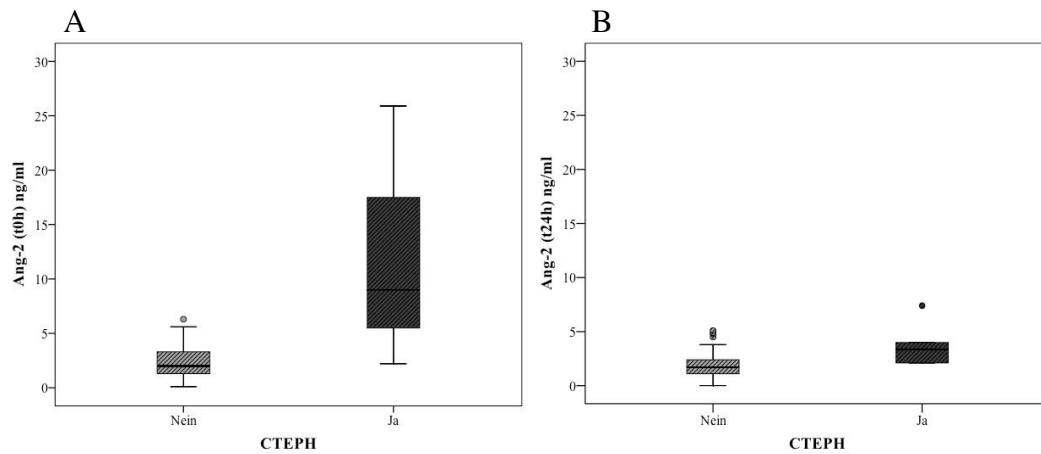 A
30
25
20
15
10
5
0
Ang-2 (t0h) ng/ml
Nein
Ja
CTEPH
B
30
25
20
15
10
5
0
Ang-2 (t24h) ng/ml
Nein
Ja
CTEPH